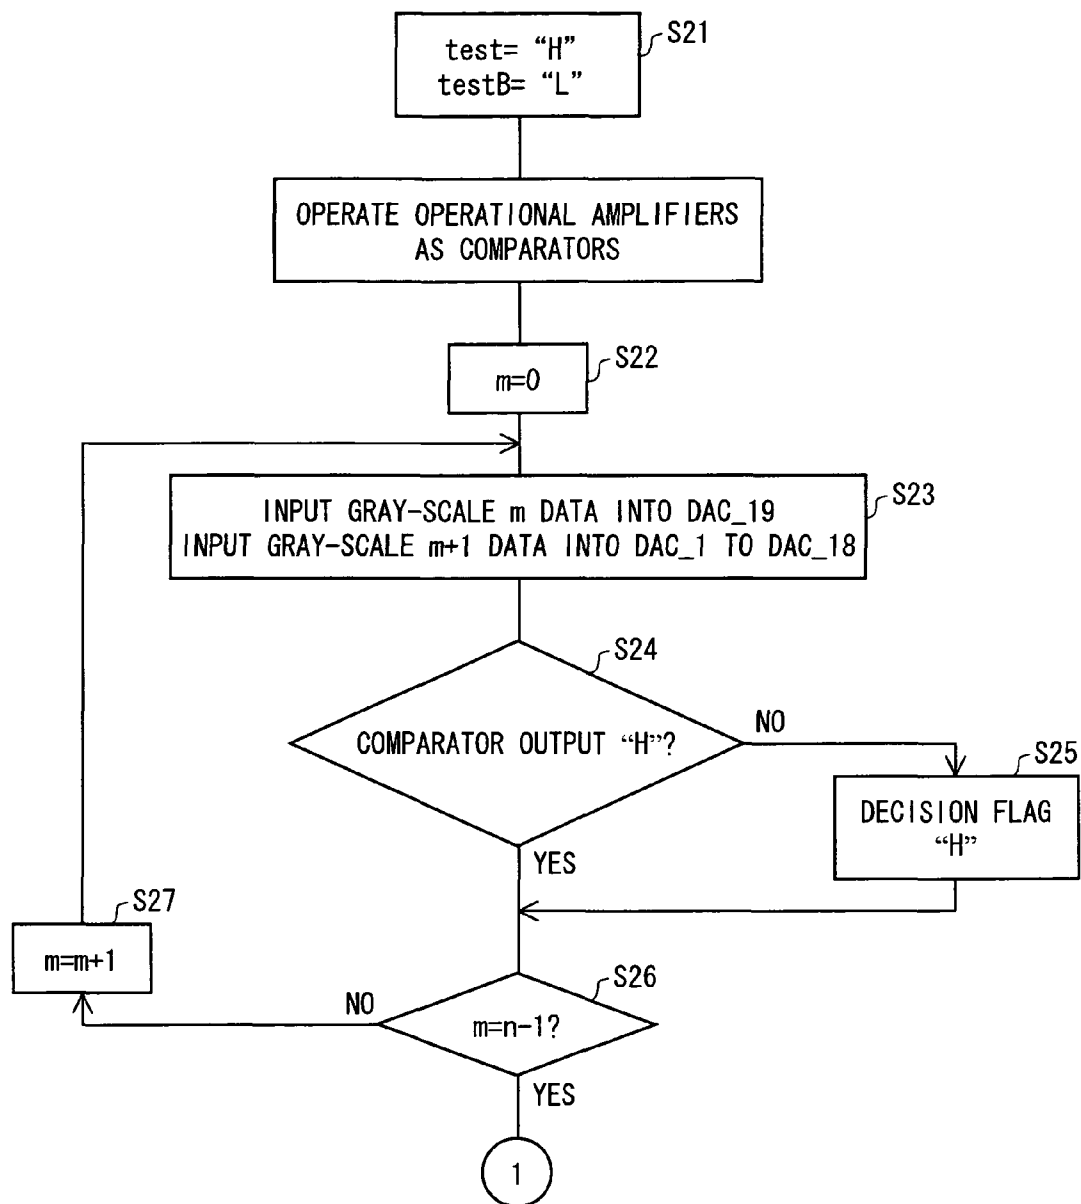 test= “H”
testB= “L”
S21
OPERATE OPERATIONAL AMPLIFIERS
AS COMPARATORS
m=0
S22
INPUT GRAY-SCALE m DATA INTO DAC_19
INPUT GRAY-SCALE m+1 DATA INTO DAC_1 TO DAC_18
S23
COMPARATOR OUTPUT “H”?
S24
NO
YES
DECISION FLAG
“H”
S25
m=n-1?
S26
NO
m=m+1
S27
YES
1